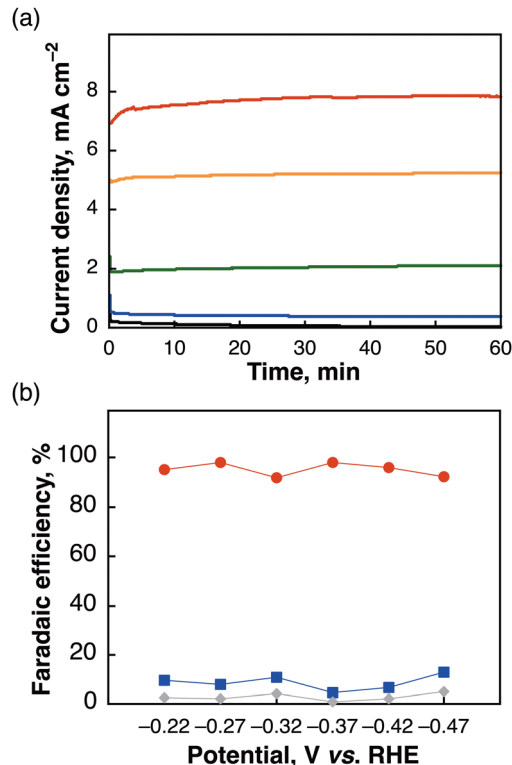 (a)
Current density, mA cm⁻²
8
6
4
2
0
0 10 20 30 40 50 60
Time, min
(b)
Faradaic efficiency, %
100
80
60
40
20
0
−0.22 −0.27 −0.32 −0.37 −0.42 −0.47
Potential, V vs. RHE